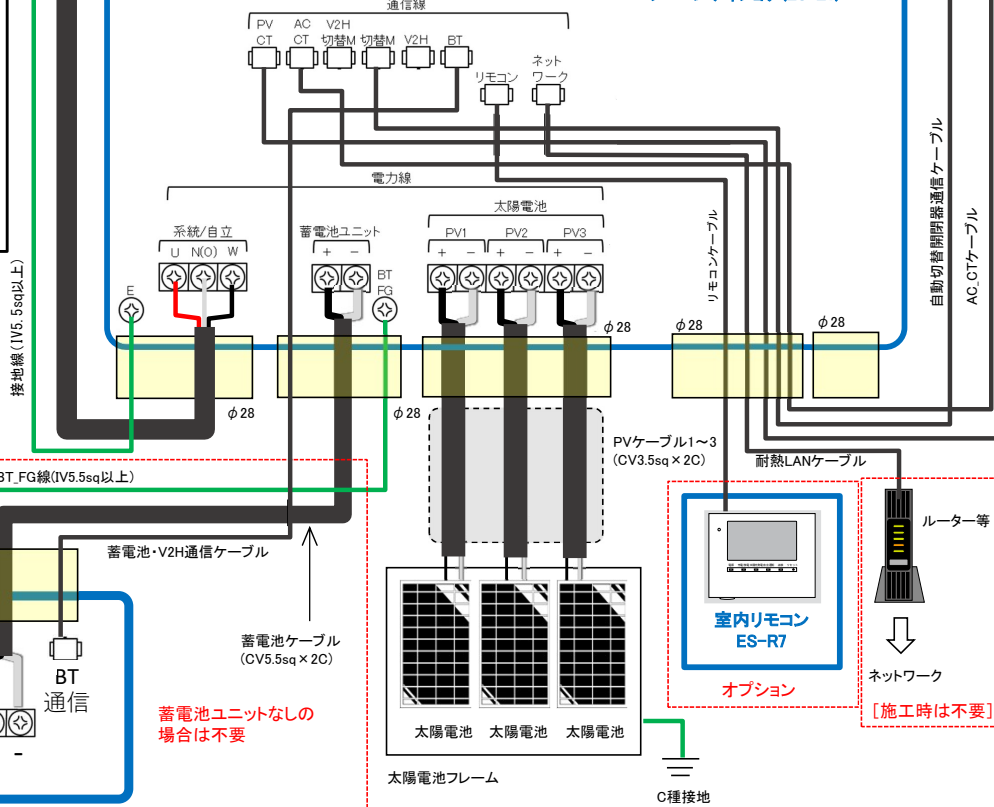 通信線
PV CT
AC CT
V2H 切替M
切替M
V2H
BT
リモコン
ネット
ワーク
電力線
太陽電池
系統/自立
蓄電池ユニット
PV1
PV2
PV3
U N(O) W
+ −
+ −
+ −
+ −
BT
FG
E
接地線(IV5.5sq以上)
リモコンケーブル
自動切替開閉器通信ケーブル
AC_CTケーブル
φ28
φ28
φ28
φ28
φ28
PVケーブル1~3
(CV3.5sq×2C)
耐熱LANケーブル
BT_FG線(IV5.5sq以上)
ルーター等
蓄電池・V2H通信ケーブル
蓄電池ケーブル
(CV5.5sq×2C)
室内リモコン
ES-R7
オプション
ネットワーク
[施工時は不要]
BT
通信
-
蓄電池ユニットなしの
場合は不要
太陽電池
太陽電池
太陽電池
太陽電池フレーム
C種接地